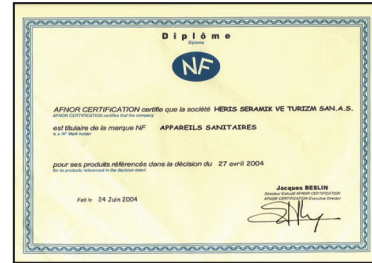 Diplôme
Diploma
NF
AFNOR CERTIFICATION certifie que la société HERIS SERAMIK VE TURIZM SAN.A.S.
AFNOR CERTIFICATION certifies that the company
est titulaire de la marque NF APPAREILS SANITAIRES
is a NF Mark holder
pour ses produits référencés dans la décision du 27 avril 2004
for its products referenced in the decision dated
Jacques BESLIN
Directeur Exécutif AFNOR CERTIFICATION
AFNOR CERTIFICATION Executive Director
Fait le 24 Juin 2004